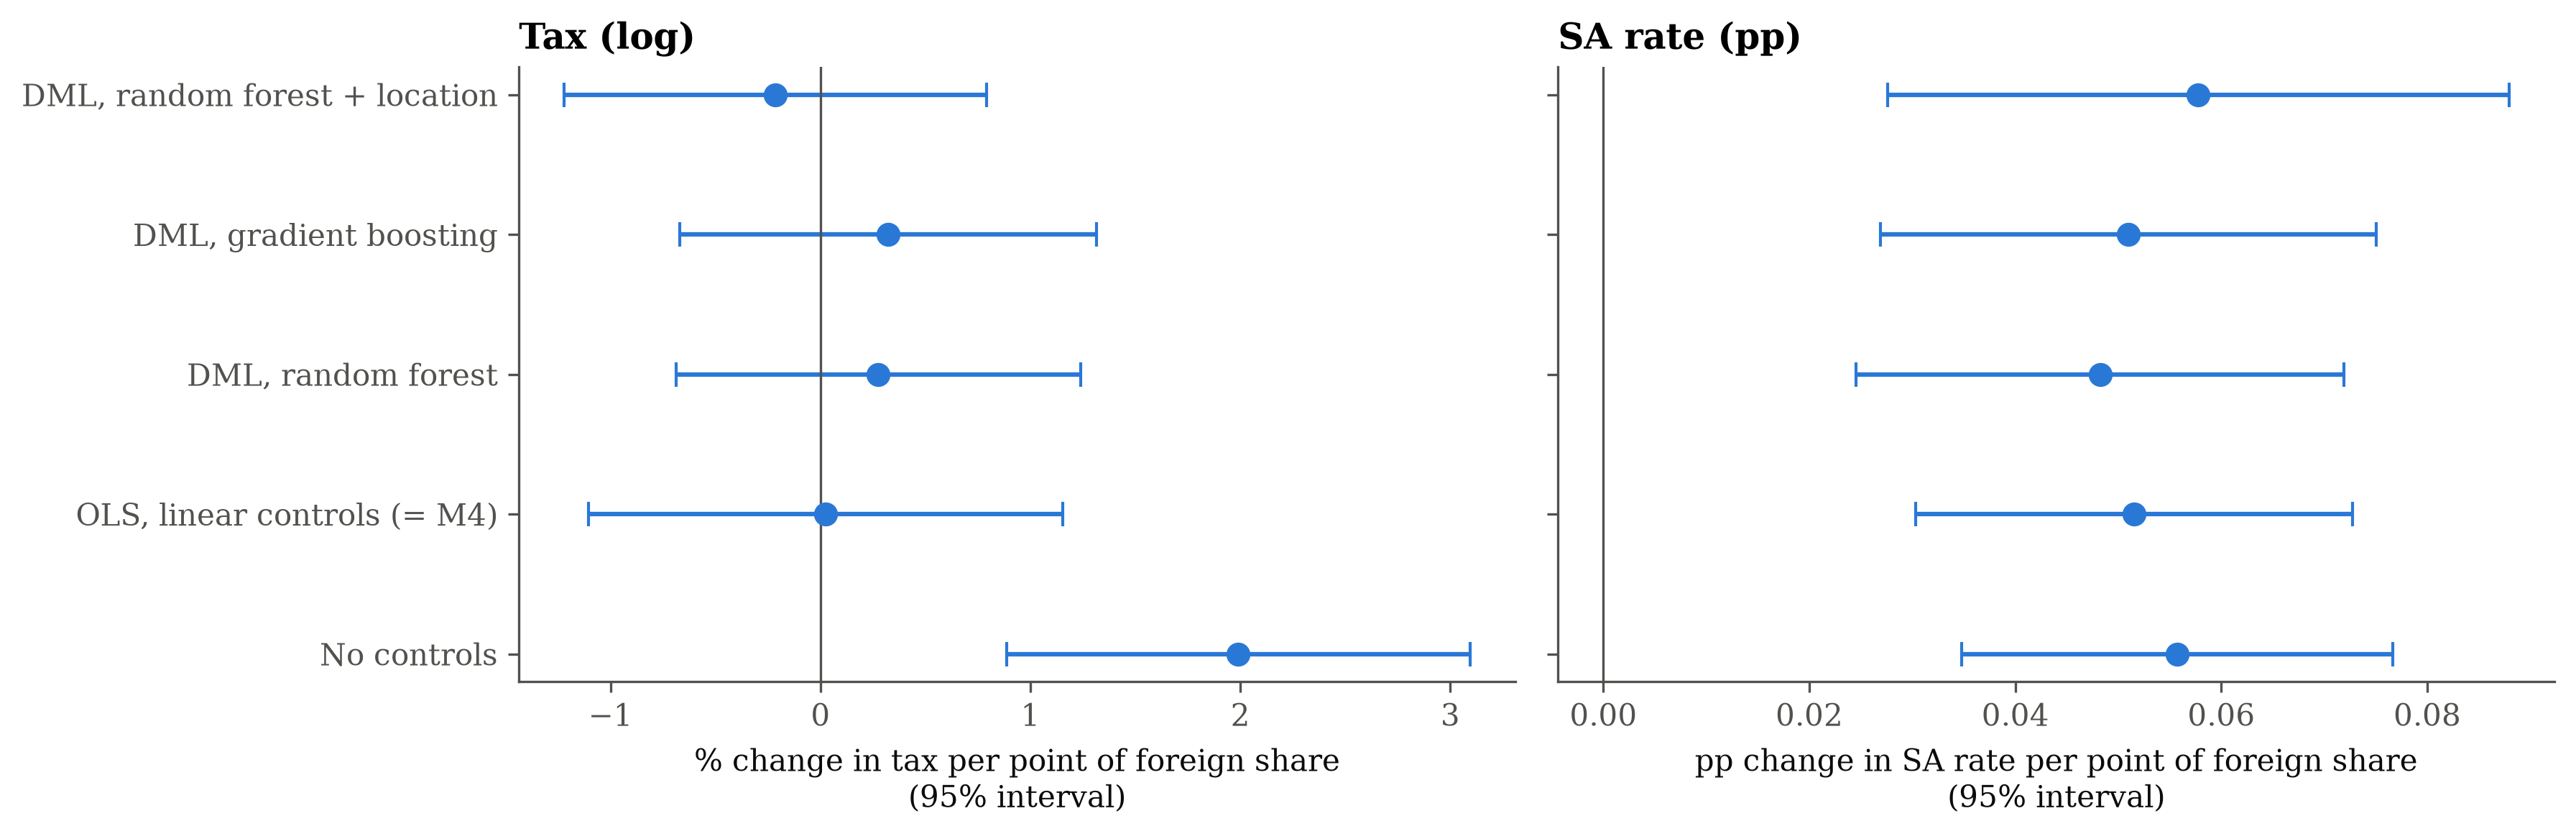 Tax (log)
SA rate (pp)
DML, random forest + location
DML, gradient boosting
DML, random forest
OLS, linear controls (= M4)
No controls
−1 0 1 2 3
0.00 0.02 0.04 0.06 0.08
% change in tax per point of foreign share
(95% interval)
pp change in SA rate per point of foreign share
(95% interval)